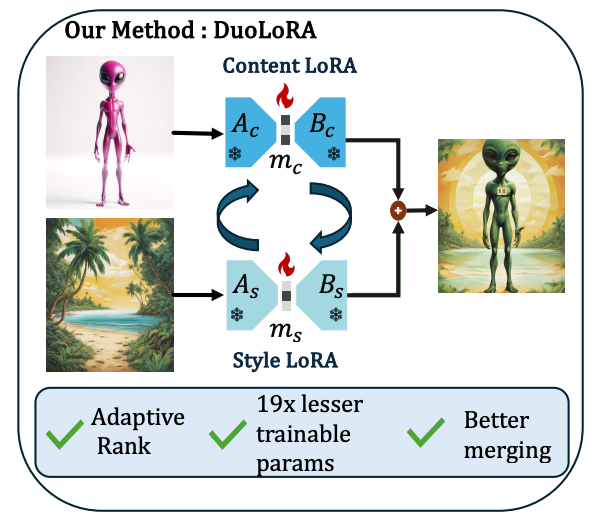 Our Method : DuoLoRA
Content LoRA
A_c
B_c
m_c
A_s
B_s
m_s
Style LoRA
Adaptive
Rank
19x lesser
trainable
params
Better
merging